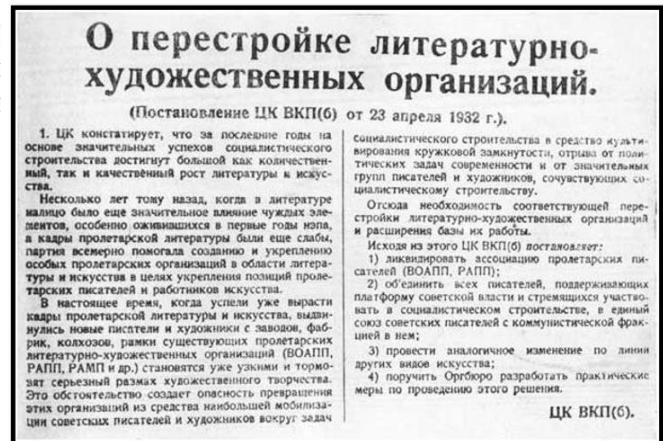 О перестройке литературно-
художественных организаций.
(Постановление ЦК ВКП(б) от 23 апреля 1932 г.).
1. ЦК констатирует, что за последние годы на
основе значительных успехов социалистического
строительства достигнут большой как количествен-
ный, так и качественный рост литературы и искус-
ства.
Несколько лет тому назад, когда в литературе
налицо было еще значительное влияние чуждых эле-
ментов, особенно оживившихся в первые годы нэпа,
а кадры пролетарской литературы были еще слабы,
партия всемерно помогала созданию и укреплению
особых пролетарских организаций в области литера-
туры и искусства в целях укрепления позиций проле-
тарских писателей и работников искусства.
В настоящее время, когда успели уже вырасти
кадры пролетарской литературы и искусства, выдви-
нулись новые писатели и художники с заводов, фаб-
рик, колхозов, рамки существующих пролетарских
литературно-художественных организаций (ВОАПП,
РАПП, РАМП и др.) становятся уже узкими и тормо-
зят серьезный размах художественного творчества.
Это обстоятельство создает опасность превращения
этих организаций из средства наибольшей мобилиза-
ции советских писателей и художников вокруг задач
социалистического строительства в средство культи-
вирования кружковой замкнутости, отрыва от поли-
тических задач современности и от значительных
групп писателей и художников, сочувствующих со-
циалистическому строительству.
Отсюда необходимость соответствующей пере-
стройки литературно-художественных организаций
и расширения базы их работы.
Исходя из этого ЦК ВКП(б) постановляет:
1) ликвидировать ассоциацию пролетарских пи-
сателей (ВОАПП, РАПП);
2) об'единить всех писателей, поддерживающих
платформу советской власти и стремящихся участво-
вать в социалистическом строительстве, в единый
союз советских писателей с коммунистической фрак-
цией в нем;
3) провести аналогичное изменение по линии
других видов искусства;
4) поручить Оргбюро разработать практические
меры по проведению этого решения.
ЦК ВКП(б).